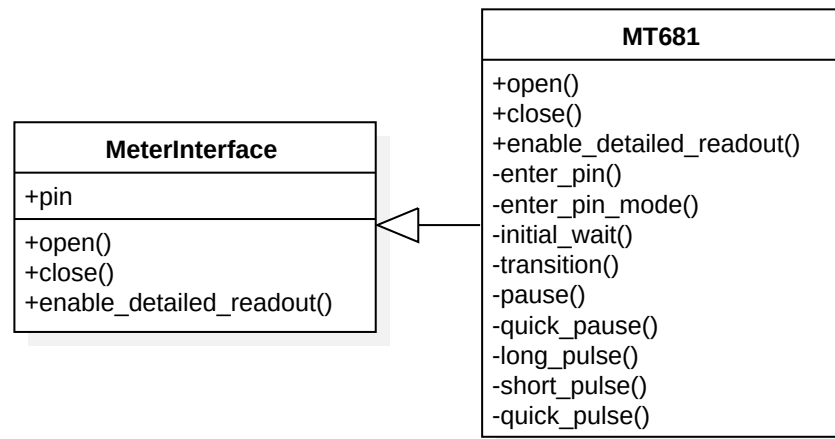 MeterInterface
+pin
+open()
+close()
+enable_detailed_readout()
MT681
+open()
+close()
+enable_detailed_readout()
-enter_pin()
-enter_pin_mode()
-initial_wait()
-transition()
-pause()
-quick_pause()
-long_pulse()
-short_pulse()
-quick_pulse()